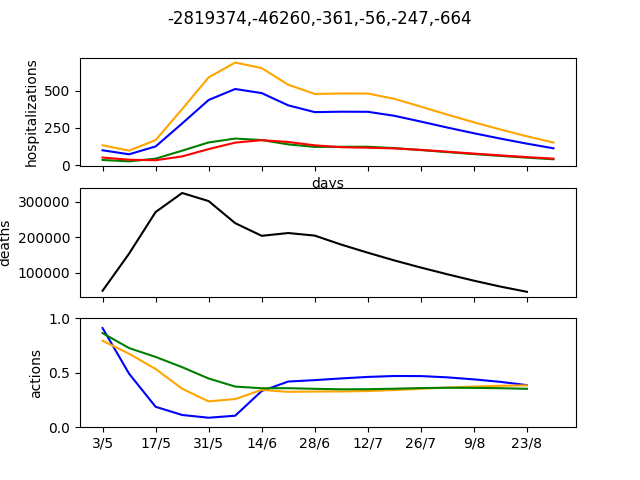 -2819374,-46260,-361,-56,-247,-664
hospitalizations
500
250
0
days
deaths
300000
200000
100000
actions
1.0
0.5
0.0
3/5 17/5 31/5 14/6 28/6 12/7 26/7 9/8 23/8